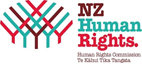 NZ
Human
Rights.
Human Rights Commission
Te Kāhui Tika Tangata